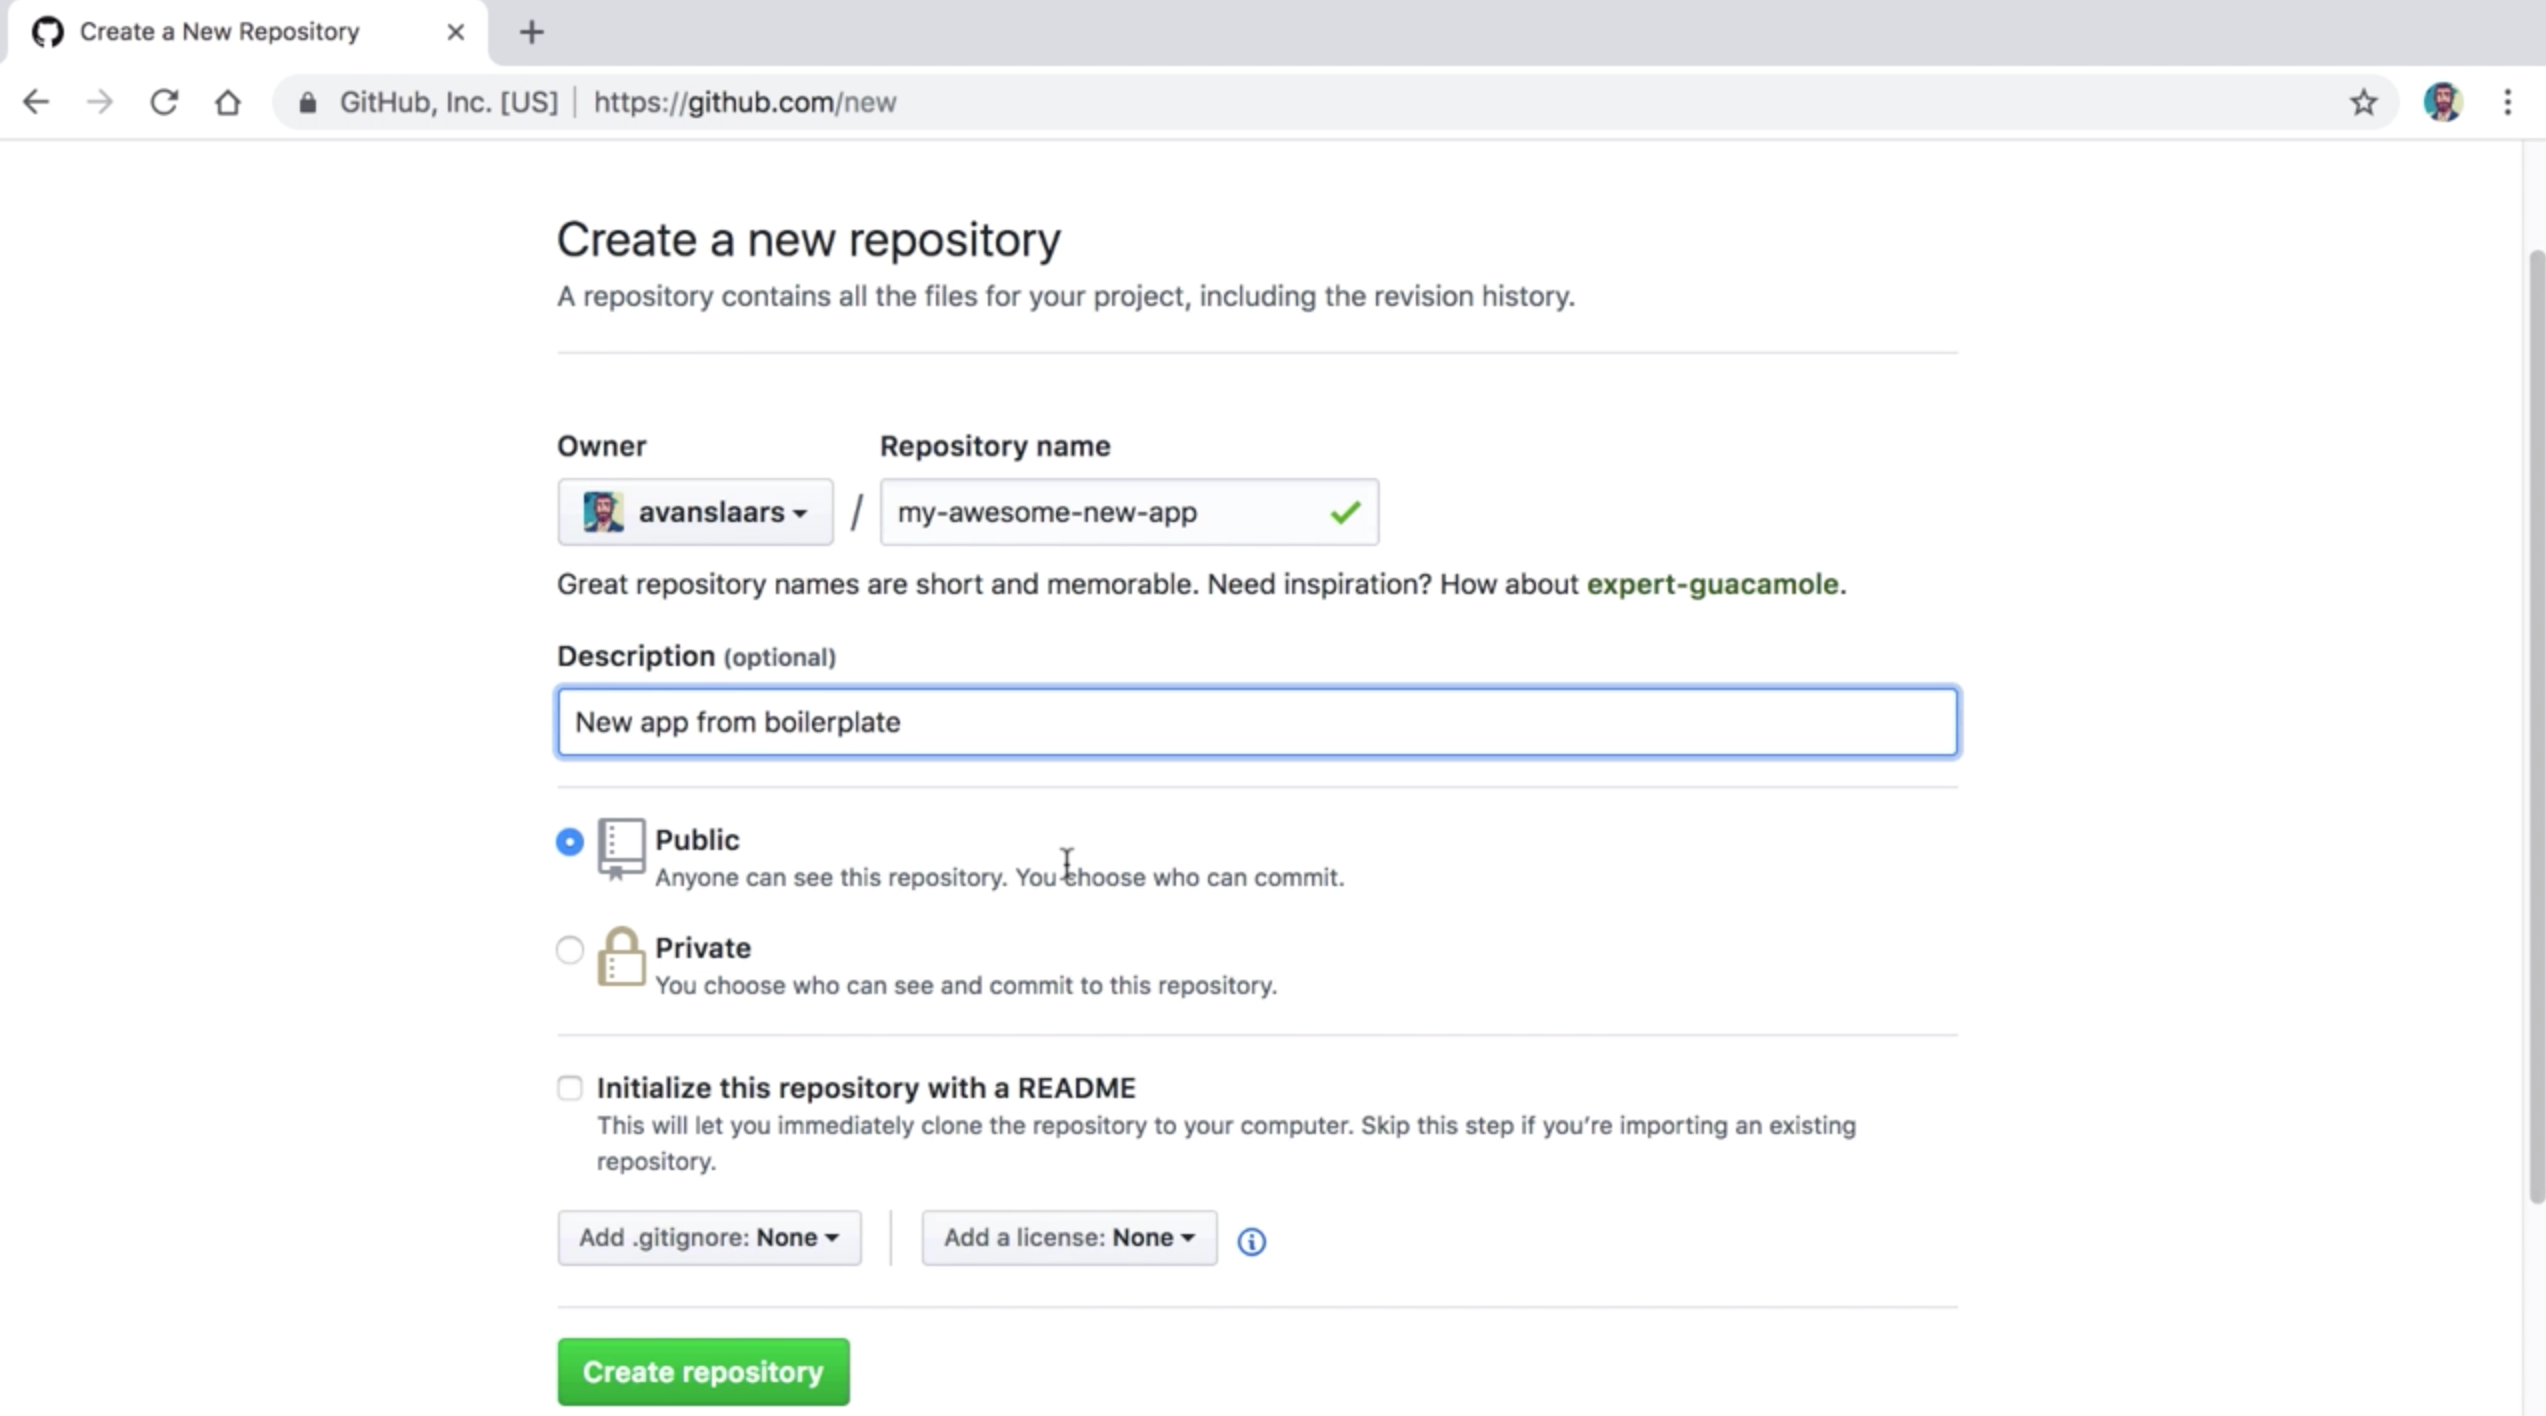 Create a New Repository
GitHub, Inc. [US] | https://github.com/new
Create a new repository
A repository contains all the files for your project, including the revision history.
Owner Repository name
avanslaars / my-awesome-new-app
Great repository names are short and memorable. Need inspiration? How about expert-guacamole.
Description (optional)
New app from boilerplate
Public
Anyone can see this repository. You choose who can commit.
Private
You choose who can see and commit to this repository.
Initialize this repository with a README
This will let you immediately clone the repository to your computer. Skip this step if you’re importing an existing
repository.
Add .gitignore: None Add a license: None
Create repository